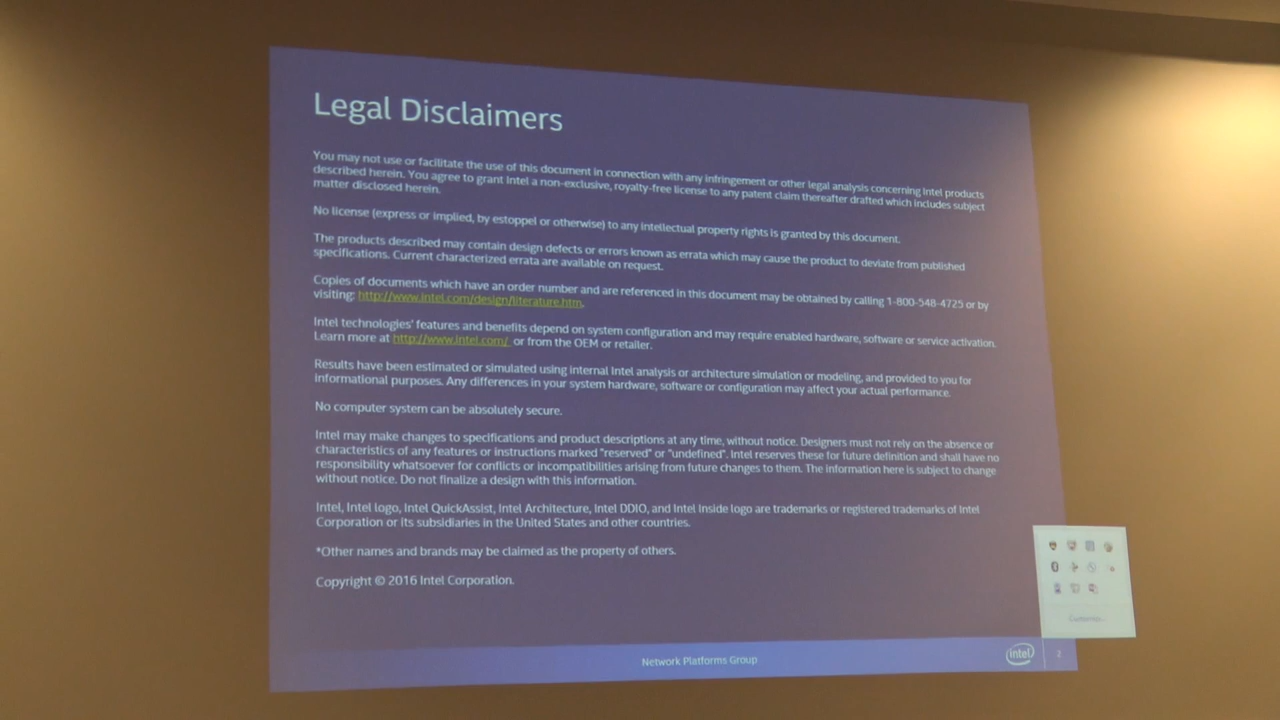 Legal Disclaimers
You may not use or facilitate the use of this document in connection with any infringement or other legal analysis concerning Intel products
described herein. You agree to grant Intel a non-exclusive, royalty-free license to any patent claim thereafter drafted which includes subject
matter disclosed herein.
No license (express or implied, by estoppel or otherwise) to any intellectual property rights is granted by this document.
The products described may contain design defects or errors known as errata which may cause the product to deviate from published
specifications. Current characterized errata are available on request.
Copies of documents which have an order number and are referenced in this document may be obtained by calling 1-800-548-4725 or by
visiting: http://www.intel.com/design/literature.htm.
Intel technologies' features and benefits depend on system configuration and may require enabled hardware, software or service activation.
Learn more at http://www.intel.com/ or from the OEM or retailer.
Results have been estimated or simulated using internal Intel analysis or architecture simulation or modeling, and provided to you for
informational purposes. Any differences in your system hardware, software or configuration may affect your actual performance.
No computer system can be absolutely secure.
Intel may make changes to specifications and product descriptions at any time, without notice. Designers must not rely on the absence or
characteristics of any features or instructions marked "reserved" or "undefined". Intel reserves these for future definition and shall have no
responsibility whatsoever for conflicts or incompatibilities arising from future changes to them. The information here is subject to change
without notice. Do not finalize a design with this information.
Intel, Intel logo, Intel QuickAssist, Intel Architecture, Intel DDIO, and Intel Inside logo are trademarks or registered trademarks of Intel
Corporation or its subsidiaries in the United States and other countries.
*Other names and brands may be claimed as the property of others.
Copyright © 2016 Intel Corporation.
Network Platforms Group
intel
2